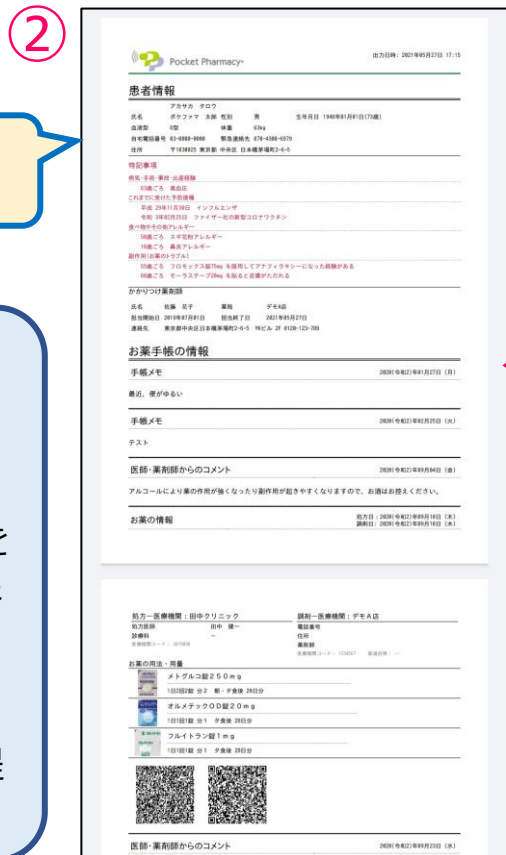 ②
出力日時: 2021年05月27日 17:15
Pocket Pharmacy
患者情報
アカサカ タロウ
氏名 ポケファマ 太郎 性別 男 生年月日 1948年01月01日(73歳)
血液型 O型 体重 63kg
自宅電話番号 03-0000-0000 緊急連絡先 070-4300-6979
住所 〒1030025 東京都 中央区 日本橋茅場町2-6-5
特記事項
病気・手術・事故・出産経験
63歳ごろ 高血圧
これまでに受けた予防接種
平成 29年11月30日 インフルエンザ
令和 3年02月25日 ファイザー社の新型コロナワクチン
食べ物やその他アレルギー
50歳ごろ スギ花粉アレルギー
10歳ごろ 鼻炎アレルギー
副作用(お薬のトラブル)
55歳ごろ フロモックス錠75mg を服用してアナフィラキシーになった経験がある
60歳ごろ モーラステープ20mg を貼ると皮膚がただれる
かかりつけ薬剤師
氏名 佐藤 花子 薬局 デモA店
担当開始日 2019年07月01日 担当終了日 2021年05月27日
連絡先 東京都中央区日本橋茅場町2-6-5 2F 0120-123-789
お薬手帳の情報
手帳メモ 2020(令和2)年01月27日 (月)
最近、便がゆるい
手帳メモ 2020(令和2)年02月25日 (火)
テスト
医師・薬剤師からのコメント 2020(令和2)年09月04日 (金)
アルコールにより薬の作用が強くなったり副作用が起きやすくなりますので、お酒はお控えください。
お薬の情報 処方日: 2020(令和2)年09月10日 (木)
調剤日: 2020(令和2)年09月10日 (木)
を
処方ー医療機関：田中クリニック 調剤ー医療機関：デモA店
処方医師 田中 健一 電話番号
診療科 － 住所
薬剤師
医療機関コード: 医療機関コード: 1234567 都道府県: －
お薬の用法・用量
メトグルコ錠２５０ｍｇ
1日2回2錠 分2 朝・夕食後 28日分
オルメテックＯＤ錠２０ｍｇ
1日1回1錠 分1 夕食後 28日分
フルイトラン錠１ｍｇ
1日1回1錠 分1 夕食後 28日分
医師・薬剤師からのコメント 2020(令和2)年09月23日 (水)